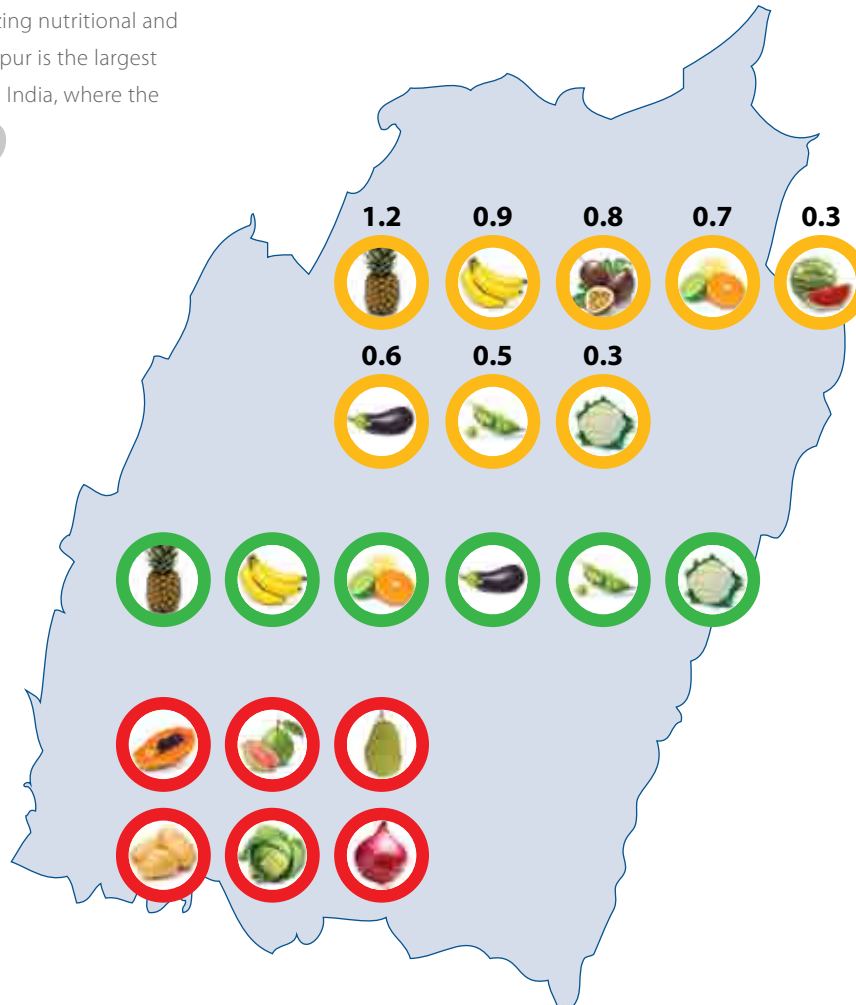 ing nutritional and
pur is the largest
India, where the
1.2 0.9 0.8 0.7 0.3
0.6 0.5 0.3